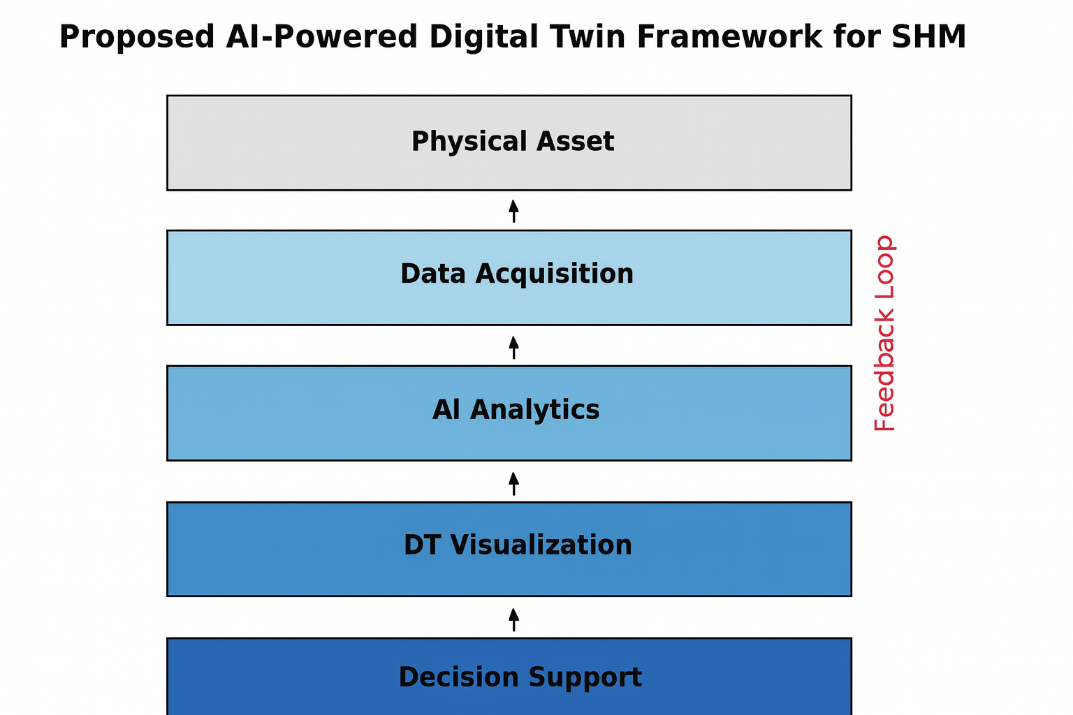 Proposed AI-Powered Digital Twin Framework for SHM
Physical Asset
Data Acquisition
Feedback Loop
AI Analytics
DT Visualization
Decision Support